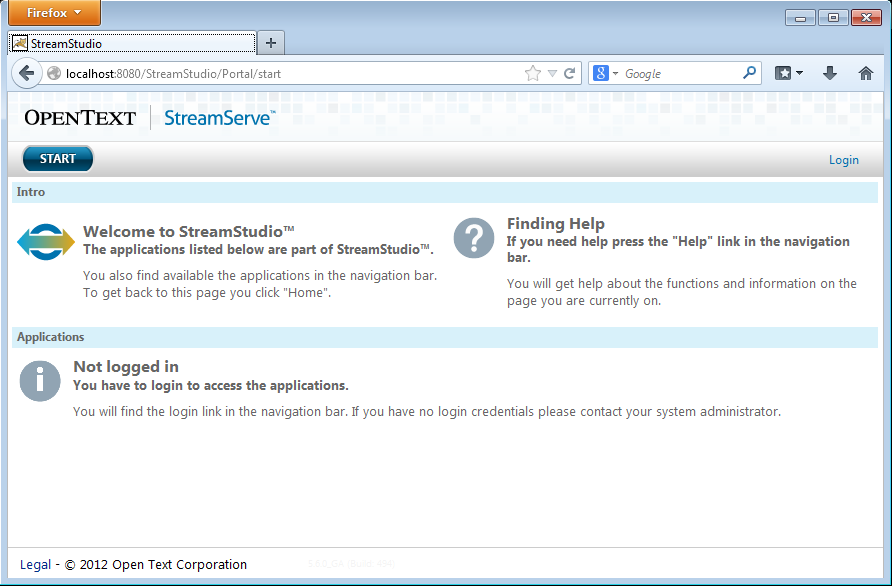 Firefox
StreamStudio
localhost:8080/StreamStudio/Portal/start
Google
OPENTEXT StreamServe™
START
Login
Intro
Welcome to StreamStudio™
The applications listed below are part of StreamStudio™.
You also find available the applications in the navigation bar.
To get back to this page you click "Home".
Finding Help
If you need help press the "Help" link in the navigation
bar.
You will get help about the functions and information on the
page you are currently on.
Applications
Not logged in
You have to login to access the applications.
You will find the login link in the navigation bar. If you have no login credentials please contact your system administrator.
Legal - © 2012 Open Text Corporation